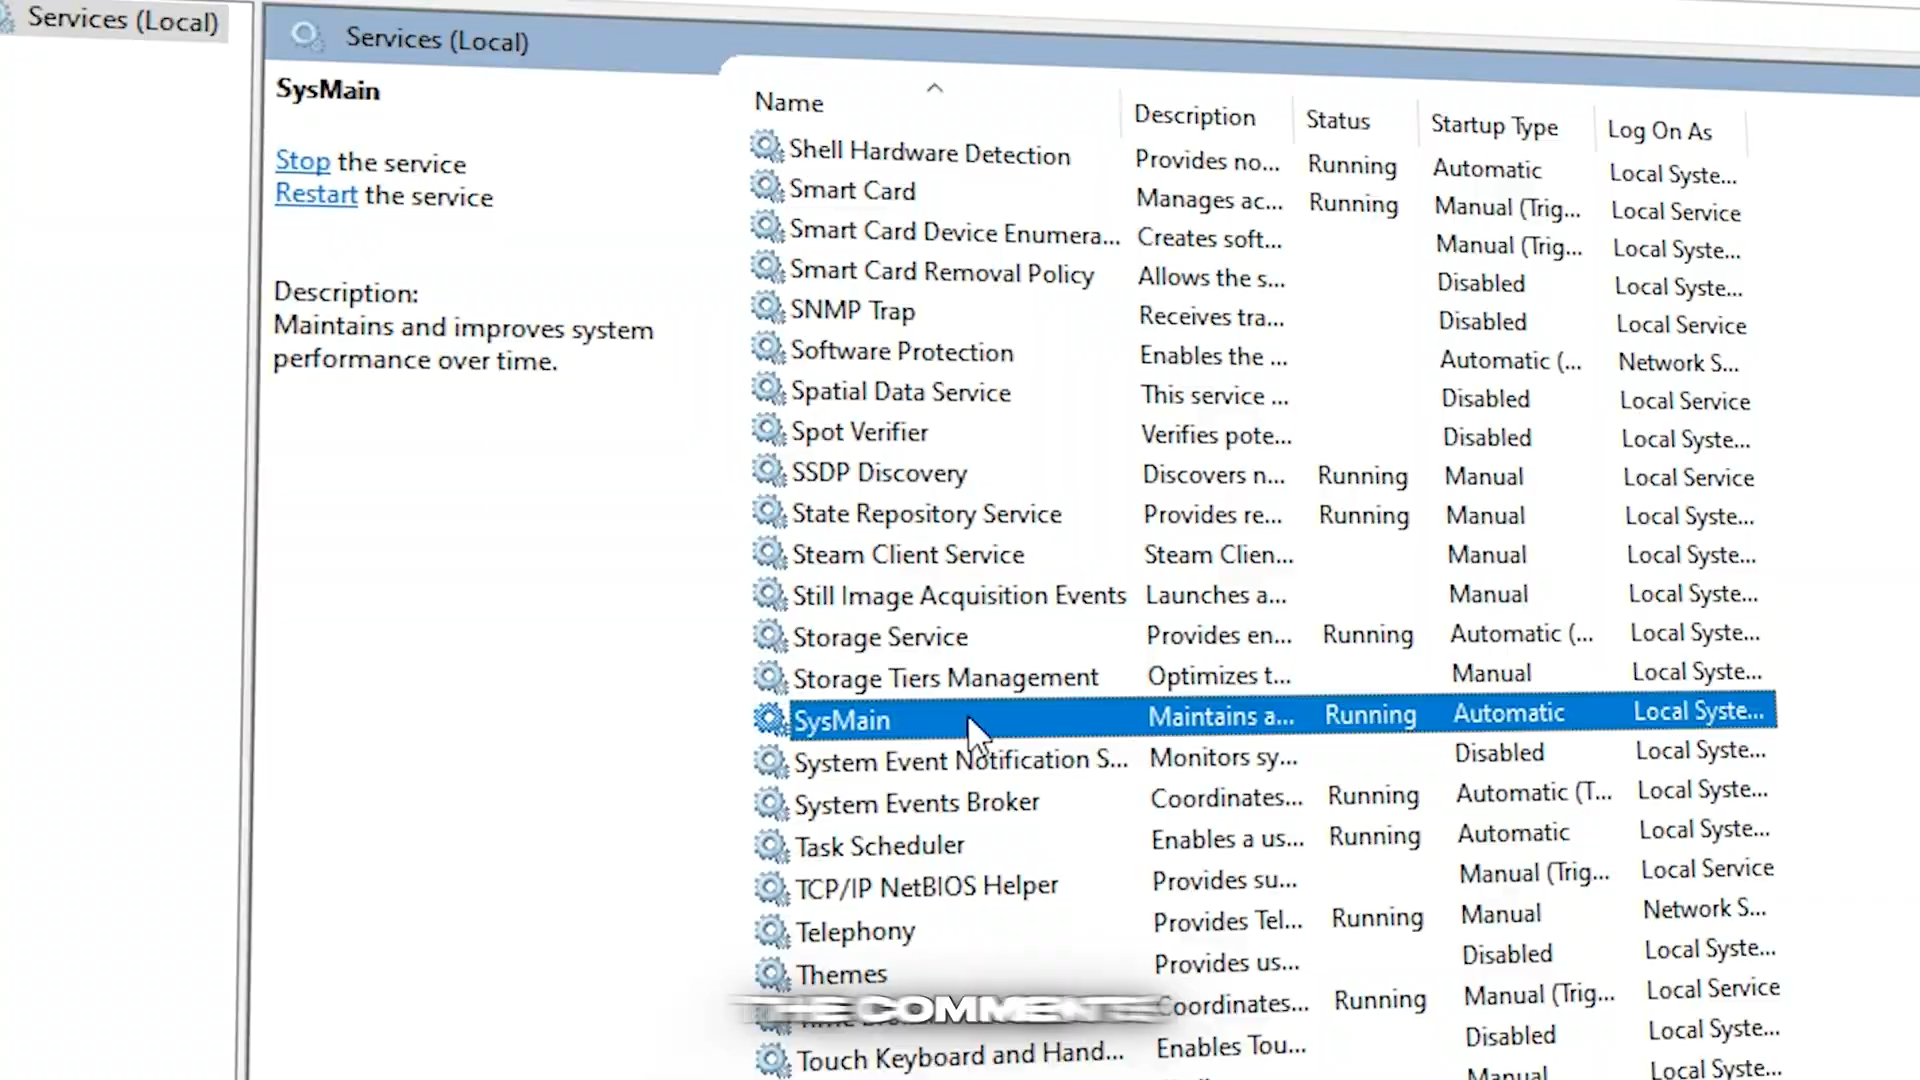 Services (Local)
Services (Local)
SysMain
Stop the service
Restart the service
Description:
Maintains and improves system
performance over time.
Name Description Status Startup Type Log On As
Shell Hardware Detection Provides no... Running Automatic Local Syste...
Smart Card Manages ac... Running Manual (Trig... Local Service
Smart Card Device Enumera... Creates soft... Manual (Trig... Local Syste...
Smart Card Removal Policy Allows the s... Disabled Local Syste...
SNMP Trap Receives tra... Disabled Local Service
Software Protection Enables the ... Automatic (... Network S...
Spatial Data Service This service ... Disabled Local Service
Spot Verifier Verifies pote... Disabled Local Syste...
SSDP Discovery Discovers n... Running Manual Local Service
State Repository Service Provides re... Running Manual Local Syste...
Steam Client Service Steam Clien... Manual Local Syste...
Still Image Acquisition Events Launches a... Manual Local Syste...
Storage Service Provides en... Running Automatic (... Local Syste...
Storage Tiers Management Optimizes t... Manual Local Syste...
SysMain Maintains a... Running Automatic Local Syste...
System Event Notification S... Monitors sy... Disabled Local Syste...
System Events Broker Coordinates... Running Automatic (T... Local Syste...
Task Scheduler Enables a us... Running Automatic Local Syste...
TCP/IP NetBIOS Helper Provides su... Manual (Trig... Local Service
Telephony Provides Tel... Running Manual Network S...
Themes Provides us... Disabled Local Syste...
Coordinates... Running Manual (Trig... Local Service
THE COMMENTS
Touch Keyboard and Hand... Enables Tou... Disabled Local Syste...
Manual Local Syste...